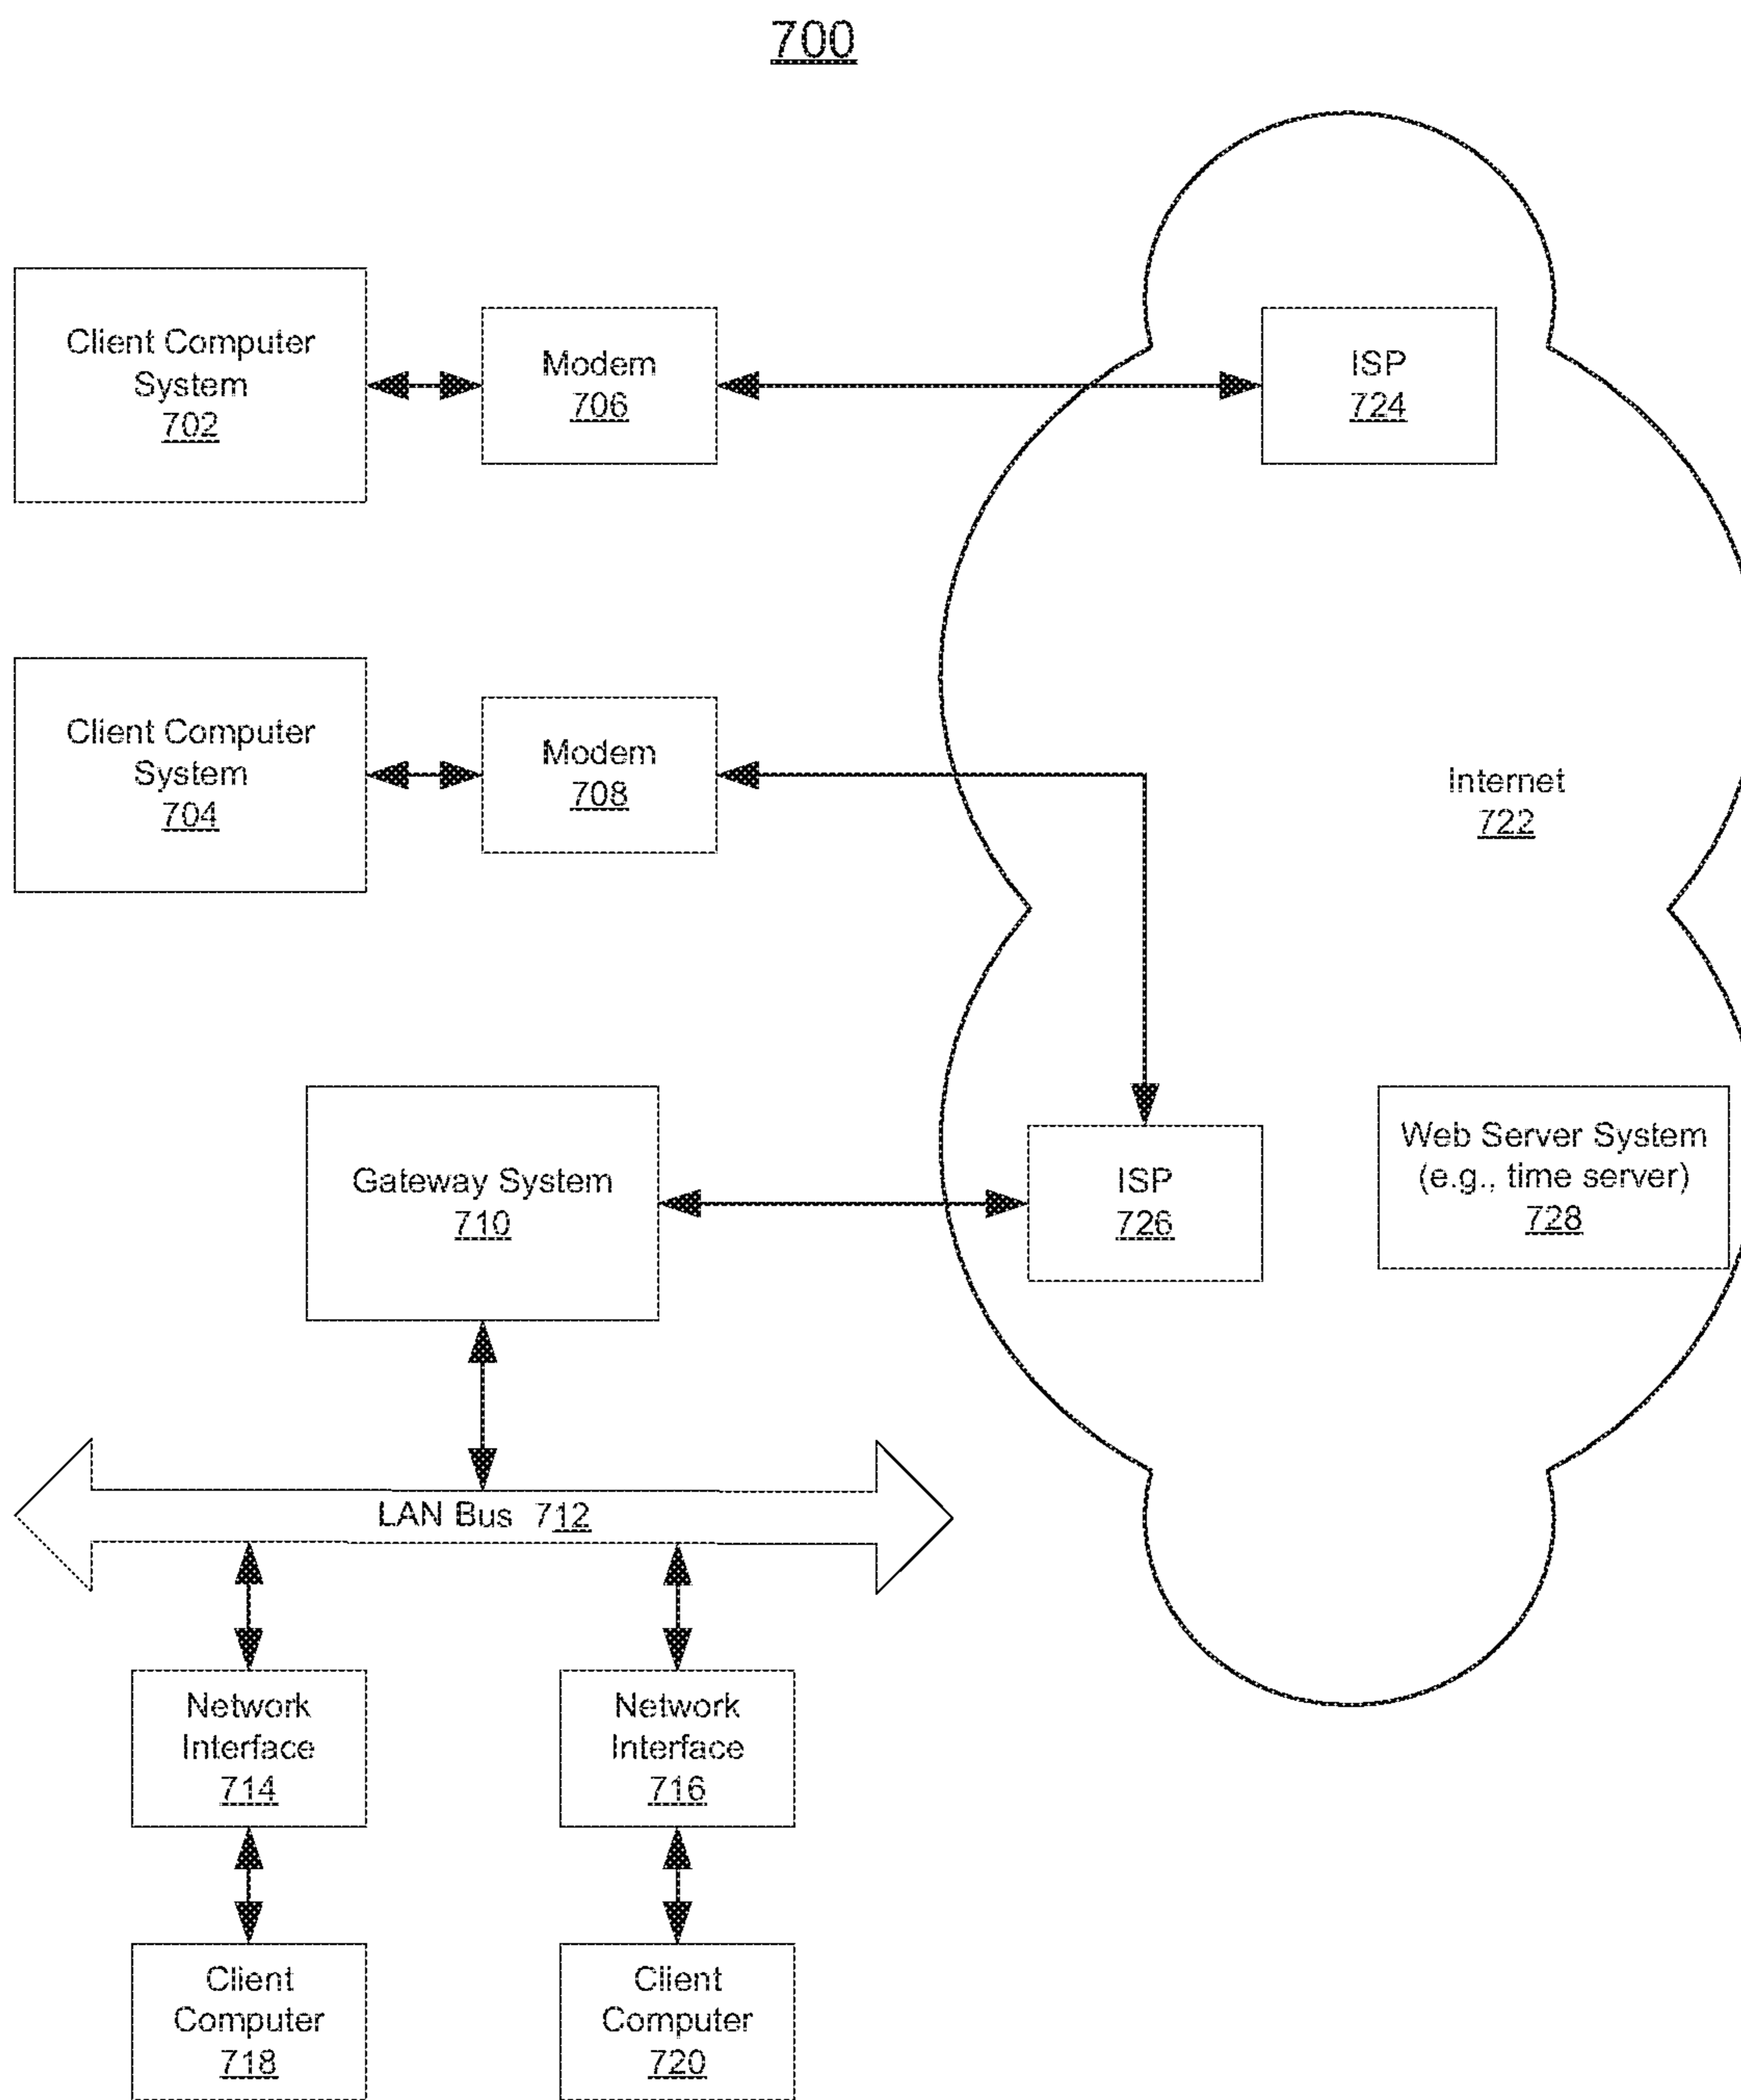 700
Client Computer
System
702
Modem
706
ISP
724
Client Computer
System
704
Modem
708
Internet
722
Gateway System
710
ISP
726
Web Server System
(e.g., time server)
728
LAN Bus 712
Network
Interface
714
Network
Interface
716
Client
Computer
718
Client
Computer
720